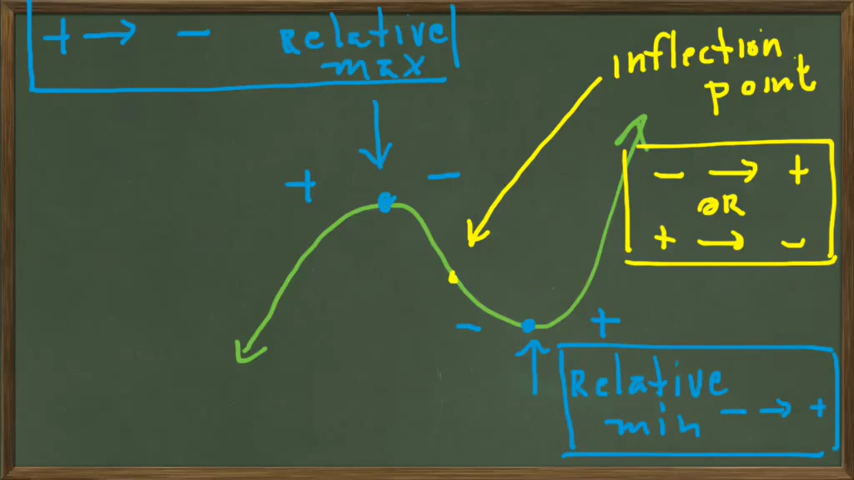 + → - Relative
max
inflection
point
+ -
- → +
OR
+ → -
- +
Relative
min - → +